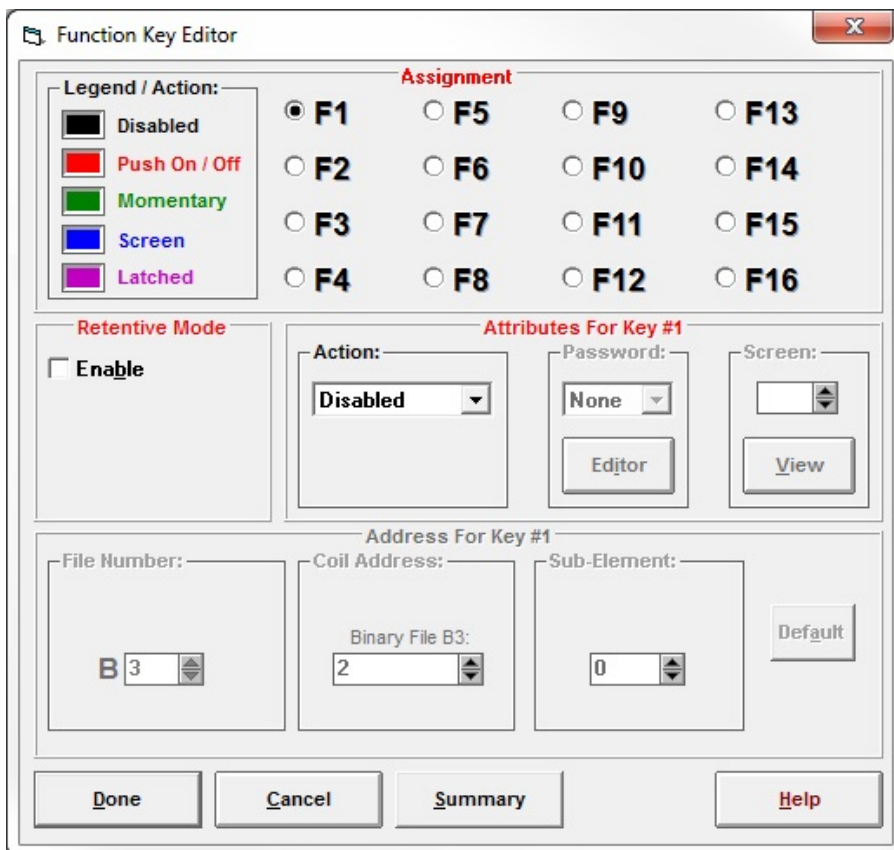 Function Key Editor
Assignment
Legend / Action:
Disabled
Push On / Off
Momentary
Screen
Latched
F1 F5 F9 F13
F2 F6 F10 F14
F3 F7 F11 F15
F4 F8 F12 F16
Retentive Mode
Enable
Attributes For Key #1
Action:
Disabled
Password:
None
Editor
Screen:
View
Address For Key #1
File Number:
B 3
Coil Address:
Binary File B3:
2
Sub-Element:
0
Default
Done Cancel Summary Help